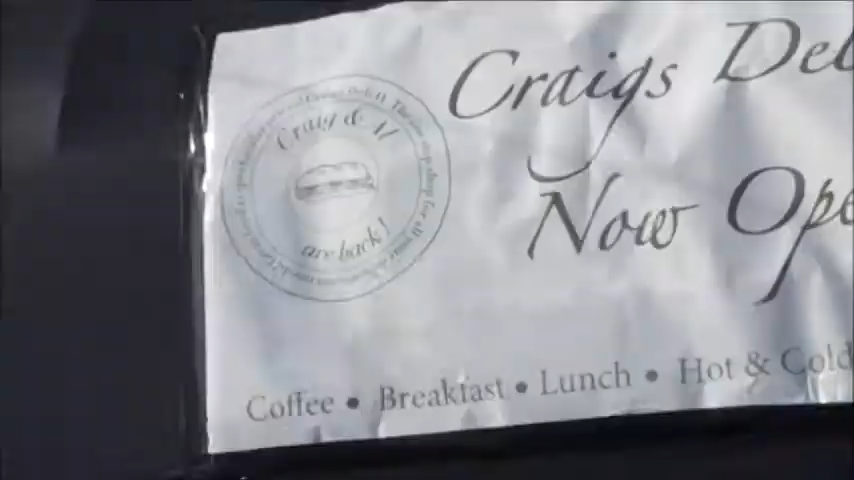 Craigs Del
Now Ope
Craig & Al
are back!
Coffee • Breakfast • Lunch • Hot & Cold